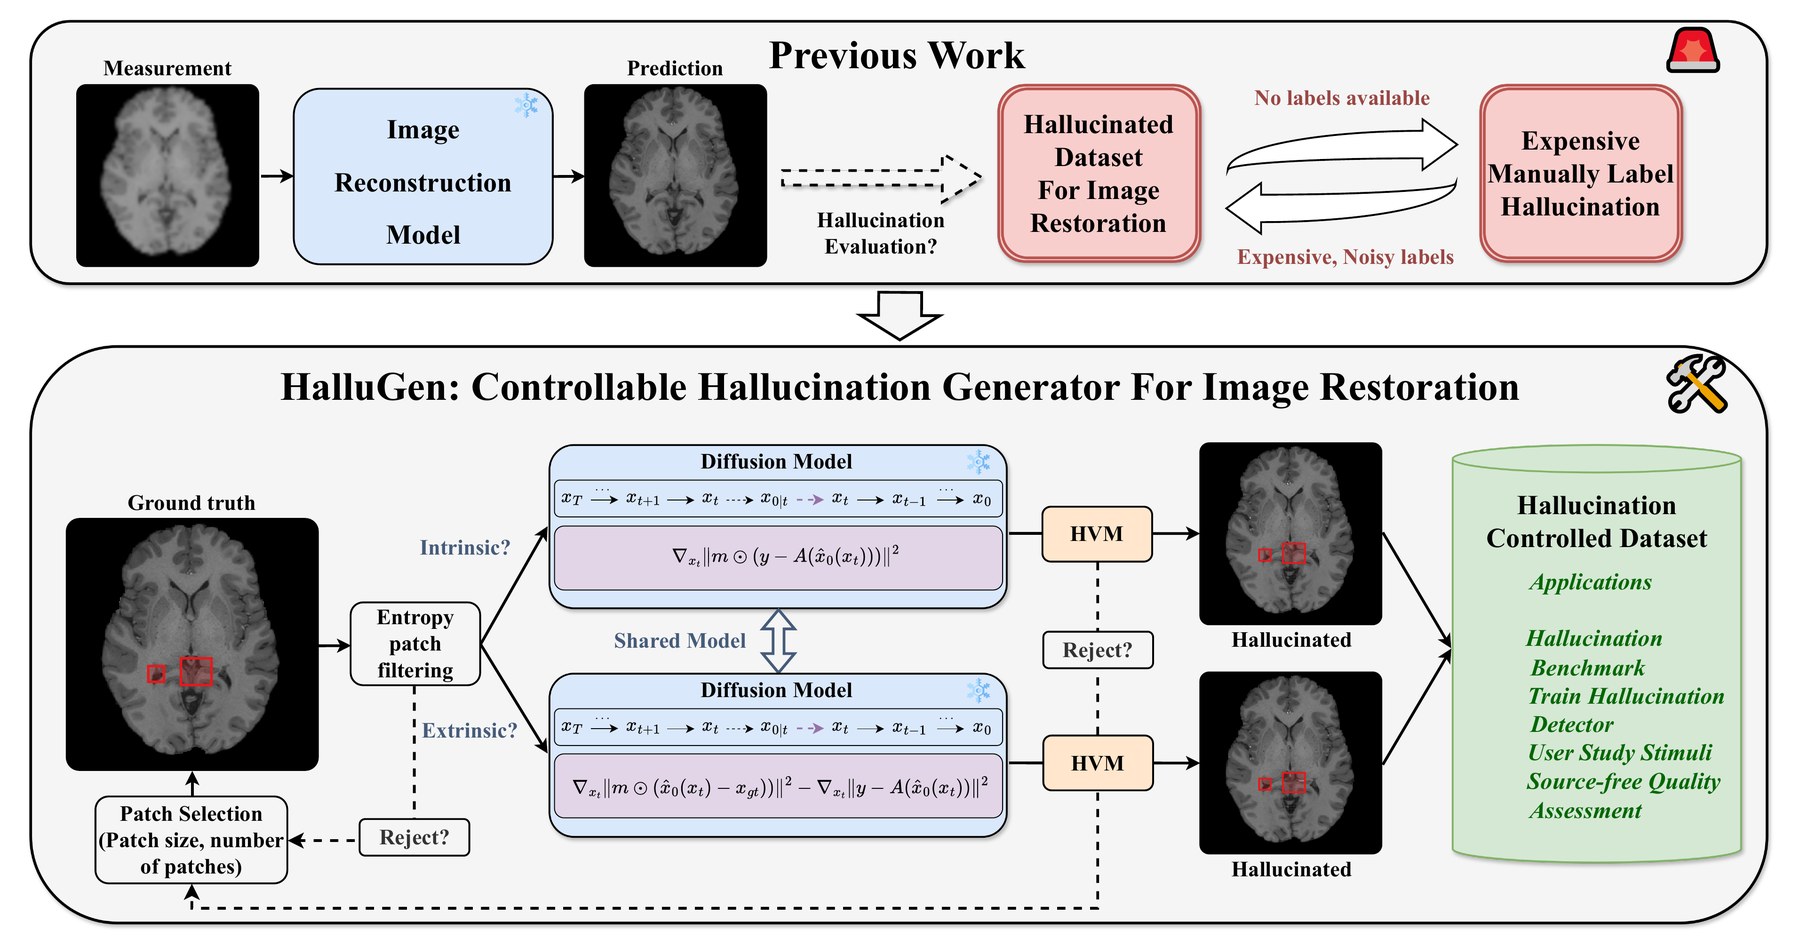 Previous Work
Measurement
Image
Reconstruction
Model
Prediction
Hallucination
Evaluation?
Hallucinated
Dataset
For Image
Restoration
No labels available
Expensive, Noisy labels
Expensive
Manually Label
Hallucination
HalluGen: Controllable Hallucination Generator For Image Restoration
Ground truth
Patch Selection
(Patch size, number
of patches)
Entropy
patch
filtering
Reject?
Intrinsic?
Extrinsic?
Diffusion Model
x_T ⋯→ x_{t+1} → x_t ⇢ x_{0|t} ⇢ x_t → x_{t−1} ⋯→ x_0
∇_{x_t}‖m ⊙ (y − A(x̂_0(x_t)))‖²
Shared Model
Diffusion Model
x_T ⋯→ x_{t+1} → x_t ⇢ x_{0|t} ⇢ x_t → x_{t−1} ⋯→ x_0
∇_{x_t}‖m ⊙ (x̂_0(x_t) − x_{gt}))‖² − ∇_{x_t}‖y − A(x̂_0(x_t))‖²
HVM
Reject?
HVM
Hallucinated
Hallucinated
Hallucination
Controlled Dataset
Applications
Hallucination
Benchmark
Train Hallucination
Detector
User Study Stimuli
Source-free Quality
Assessment